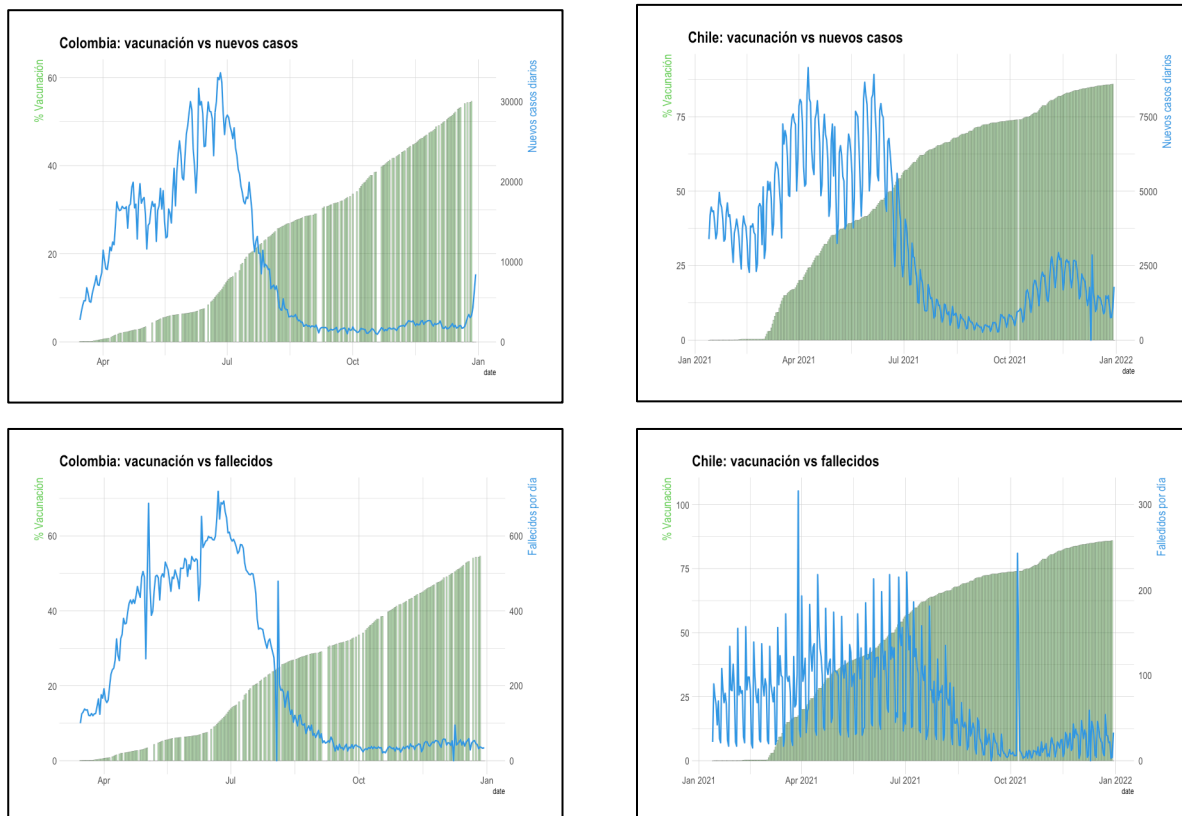 Colombia: vacunación vs nuevos casos
% Vacunación
Nuevos casos diarios
60
40
20
0
30000
20000
10000
0
Apr
Jul
Oct
Jan
date
Chile: vacunación vs nuevos casos
% Vacunación
Nuevos casos diarios
75
50
25
0
7500
5000
2500
0
Jan 2021
Apr 2021
Jul 2021
Oct 2021
Jan 2022
date
Colombia: vacunación vs fallecidos
% Vacunación
Fallecidos por día
60
40
20
0
600
400
200
0
Apr
Jul
Oct
Jan
date
Chile: vacunación vs fallecidos
% Vacunación
Falledidos por día
100
75
50
25
0
300
200
100
0
Jan 2021
Apr 2021
Jul 2021
Oct 2021
Jan 2022
date